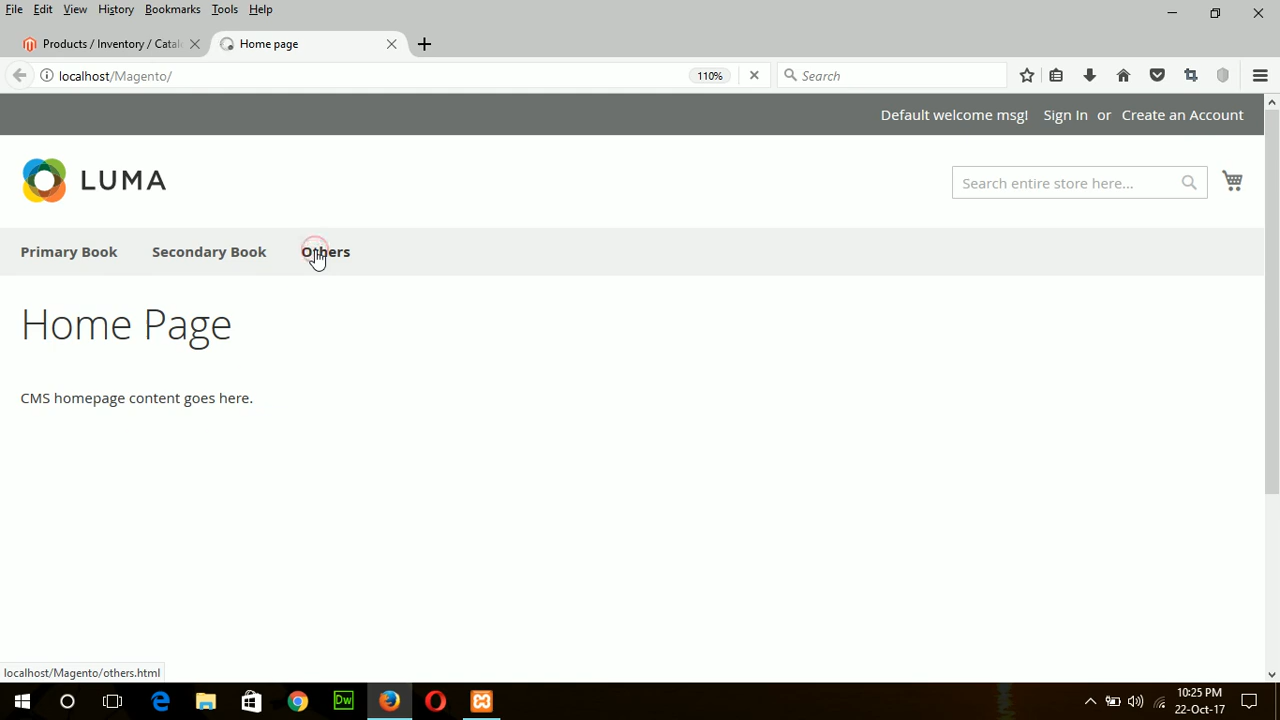 File Edit View History Bookmarks Tools Help
Products / Inventory / Catal
Home page
localhost/Magento/
110%
Search
Default welcome msg! Sign In or Create an Account
LUMA
Search entire store here...
Primary Book Secondary Book Others
Home Page
CMS homepage content goes here.
localhost/Magento/others.html
Dw
10:25 PM
22-Oct-17